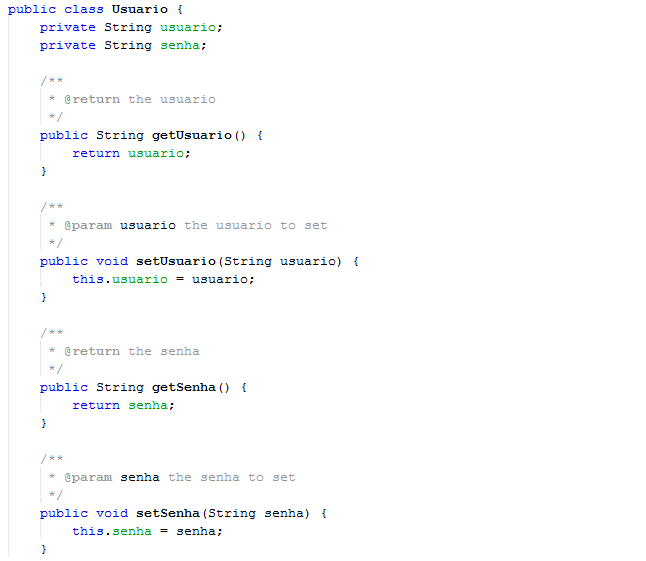 public class Usuario {
    private String usuario;
    private String senha;

    /**
     * @return the usuario
     */
    public String getUsuario() {
        return usuario;
    }

    /**
     * @param usuario the usuario to set
     */
    public void setUsuario(String usuario) {
        this.usuario = usuario;
    }

    /**
     * @return the senha
     */
    public String getSenha() {
        return senha;
    }

    /**
     * @param senha the senha to set
     */
    public void setSenha(String senha) {
        this.senha = senha;
    }